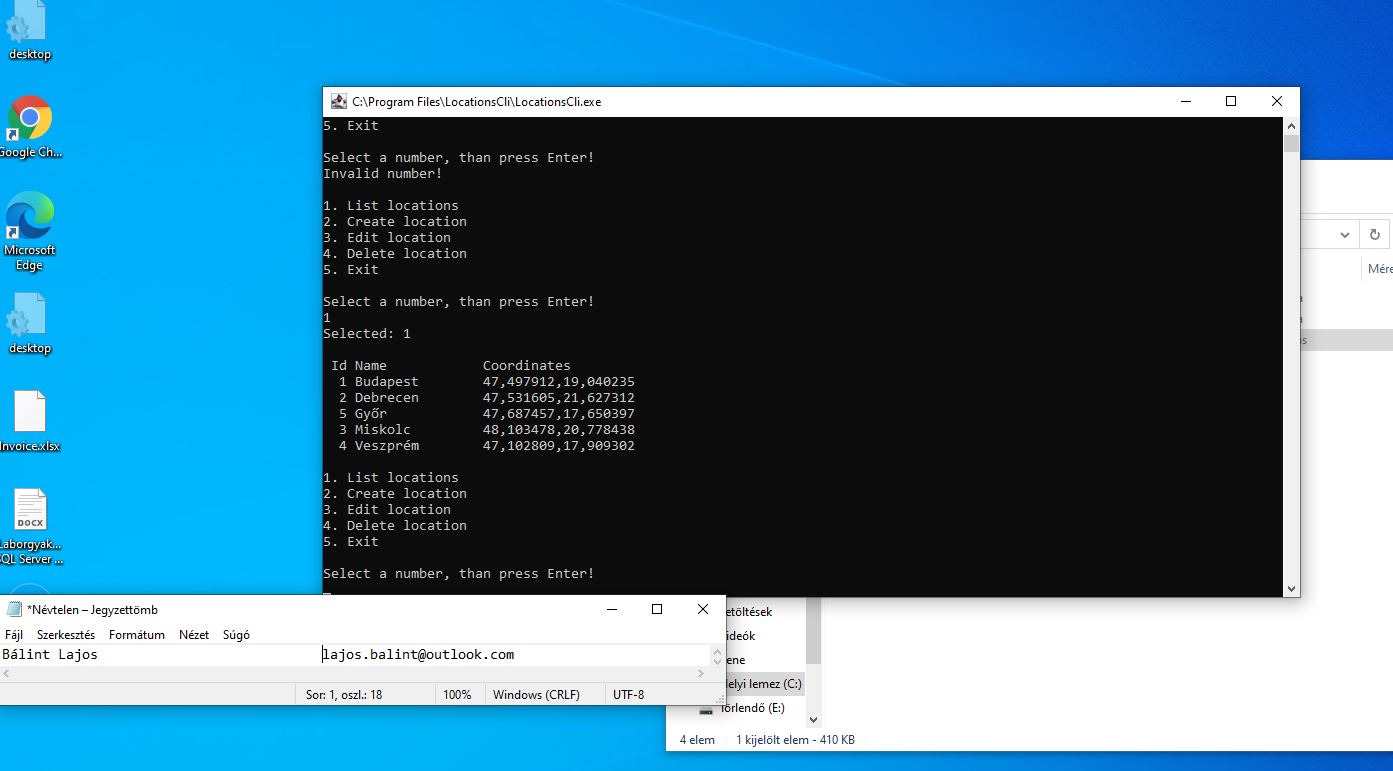 desktop
Google Ch...
Microsoft
Edge
desktop
Invoice.xlsx
DOCX
Laborgyak...
SQL Server ...
C:\Program Files\LocationsCli\LocationsCli.exe
5. Exit
Select a number, than press Enter!
Invalid number!
1. List locations
2. Create location
3. Edit location
4. Delete location
5. Exit
Select a number, than press Enter!
1
Selected: 1
Id Name Coordinates
1 Budapest 47,497912,19,040235
2 Debrecen 47,531605,21,627312
5 Győr 47,687457,17,650397
3 Miskolc 48,103478,20,778438
4 Veszprém 47,102809,17,909302
1. List locations
2. Create location
3. Edit location
4. Delete location
5. Exit
Select a number, than press Enter!
*Névtelen – Jegyzettömb
Fájl Szerkesztés Formátum Nézet Súgó
Bálint Lajos lajos.balint@outlook.com
Sor: 1, oszl.: 18 100% Windows (CRLF) UTF-8
Mére
etöltések
ideók
ene
elyi lemez (C:)
Törlendő (E:)
4 elem 1 kijelölt elem - 410 KB